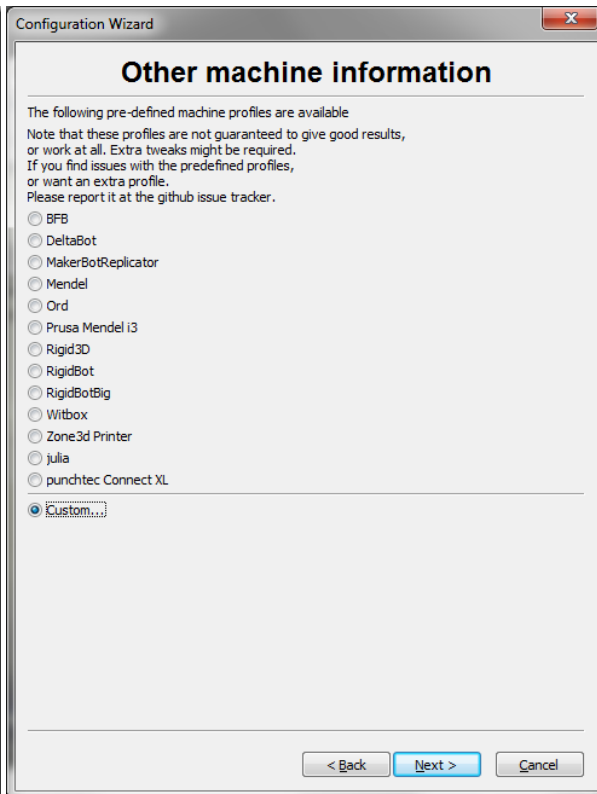 Configuration Wizard
Other machine information
The following pre-defined machine profiles are available
Note that these profiles are not guaranteed to give good results,
or work at all. Extra tweaks might be required.
If you find issues with the predefined profiles,
or want an extra profile.
Please report it at the github issue tracker.
BFB
DeltaBot
MakerBotReplicator
Mendel
Ord
Prusa Mendel i3
Rigid3D
RigidBot
RigidBotBig
Witbox
Zone3d Printer
julia
punchtec Connect XL
Custom...
< Back Next > Cancel